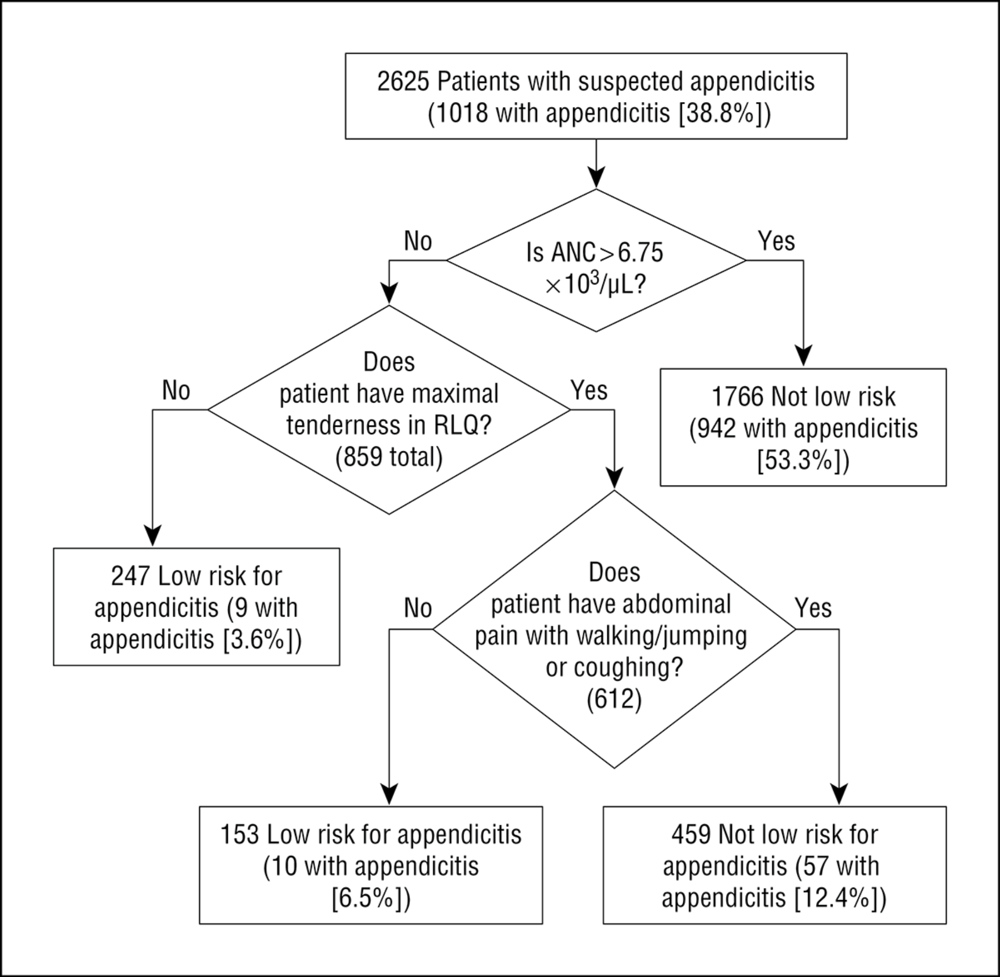 2625 Patients with suspected appendicitis
(1018 with appendicitis [38.8%])
No
Yes
Is ANC > 6.75
×10³/µL?
Does
patient have maximal
tenderness in RLQ?
(859 total)
No
Yes
1766 Not low risk
(942 with appendicitis
[53.3%])
247 Low risk for
appendicitis (9 with
appendicitis [3.6%])
Does
patient have abdominal
pain with walking/jumping
or coughing?
(612)
No
Yes
153 Low risk for appendicitis
(10 with appendicitis
[6.5%])
459 Not low risk for
appendicitis (57 with
appendicitis [12.4%])